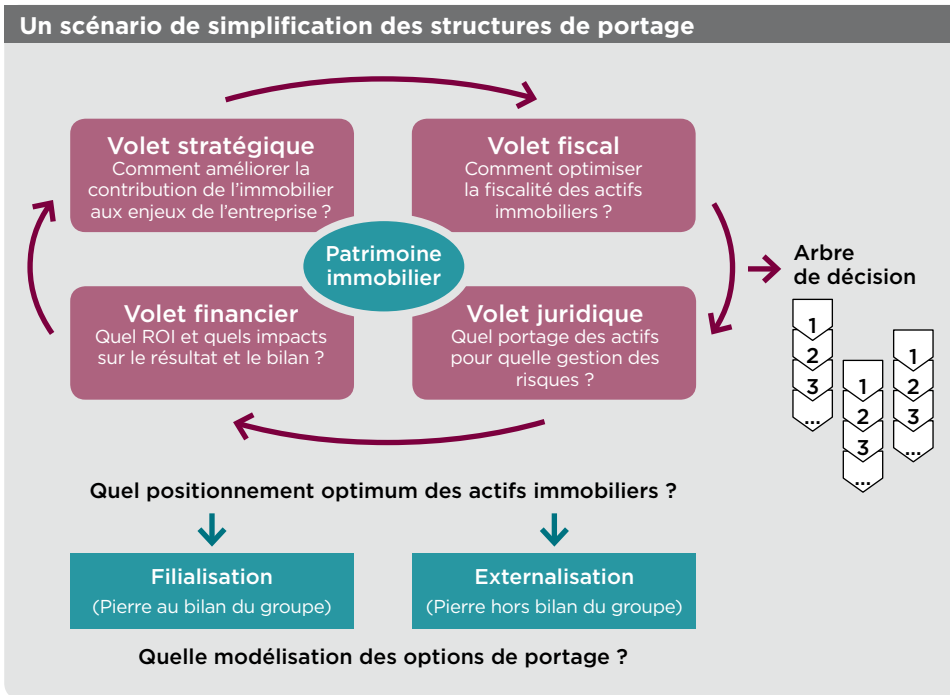 Un scénario de simplification des structures de portage
Volet stratégique
Comment améliorer la
contribution de l'immobilier
aux enjeux de l'entreprise ?
Volet fiscal
Comment optimiser
la fiscalité des actifs
immobiliers ?
Patrimoine
immobilier
Volet financier
Quel ROI et quels impacts
sur le résultat et le bilan ?
Volet juridique
Quel portage des actifs
pour quelle gestion des
risques ?
Arbre
de décision
1
2
3
...
1
2
3
...
1
2
3
...
Quel positionnement optimum des actifs immobiliers ?
Filialisation
(Pierre au bilan du groupe)
Externalisation
(Pierre hors bilan du groupe)
Quelle modélisation des options de portage ?